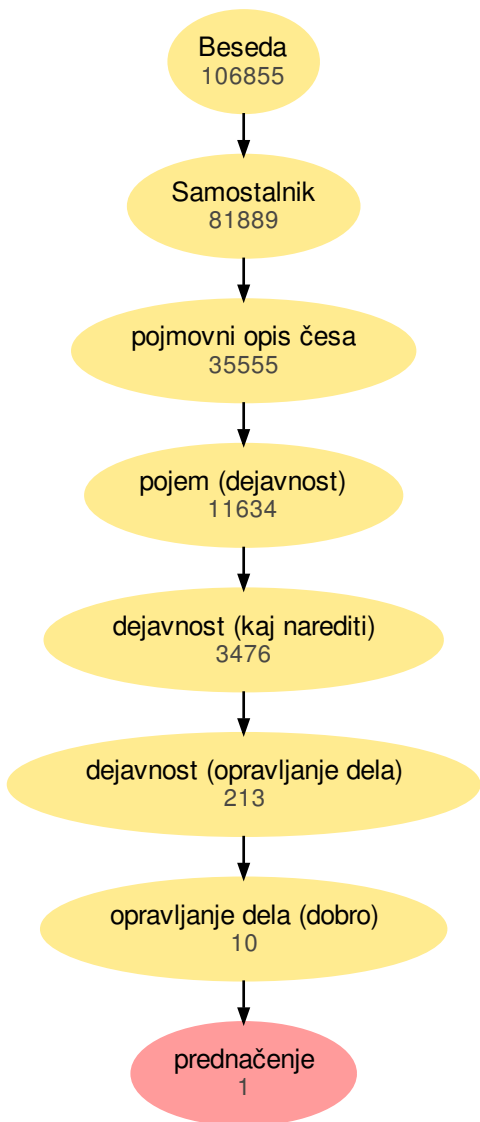 Beseda
106855
Samostalnik
81889
pojmovni opis česa
35555
pojem (dejavnost)
11634
dejavnost (kaj narediti)
3476
dejavnost (opravljanje dela)
213
opravljanje dela (dobro)
10
prednačenje
1